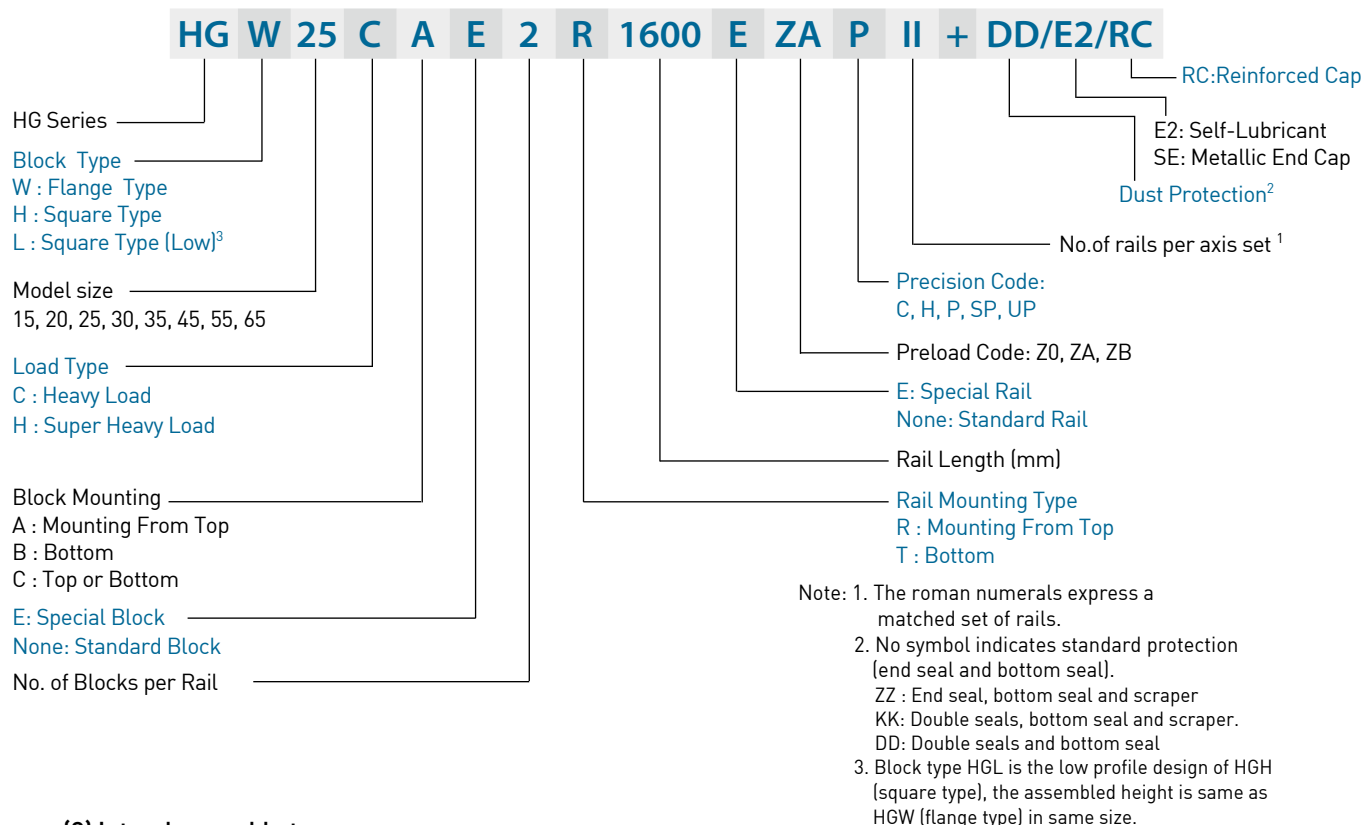 HG W 25 C A E 2 R 1600 E ZA P II + DD/E2/RC
HG Series
Block Type
W : Flange Type
H : Square Type
L : Square Type (Low)3
Model size
15, 20, 25, 30, 35, 45, 55, 65
Load Type
C : Heavy Load
H : Super Heavy Load
Block Mounting
A : Mounting From Top
B : Bottom
C : Top or Bottom
E: Special Block
None: Standard Block
No. of Blocks per Rail
RC:Reinforced Cap
E2: Self-Lubricant
SE: Metallic End Cap
Dust Protection2
No.of rails per axis set 1
Precision Code:
C, H, P, SP, UP
Preload Code: Z0, ZA, ZB
E: Special Rail
None: Standard Rail
Rail Length (mm)
Rail Mounting Type
R : Mounting From Top
T : Bottom
Note: 1. The roman numerals express a
matched set of rails.
2. No symbol indicates standard protection
(end seal and bottom seal).
ZZ : End seal, bottom seal and scraper
KK: Double seals, bottom seal and scraper.
DD: Double seals and bottom seal
3. Block type HGL is the low profile design of HGH
(square type), the assembled height is same as
HGW (flange type) in same size.